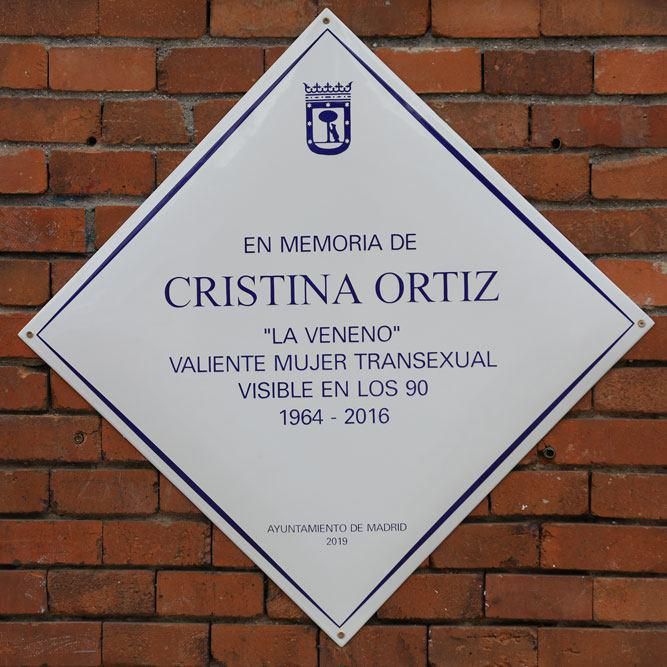 EN MEMORIA DE
CRISTINA ORTIZ
"LA VENENO"
VALIENTE MUJER TRANSEXUAL
VISIBLE EN LOS 90
1964 - 2016
AYUNTAMIENTO DE MADRID
2019